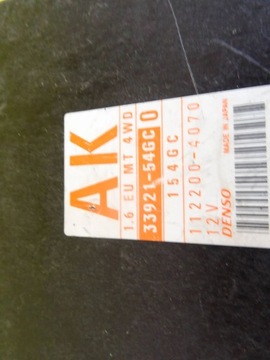 AK
1.6 EU MT 4WD
33921-54GC0
154GC
112200-4070
12V
DENSO MADE IN JAPAN